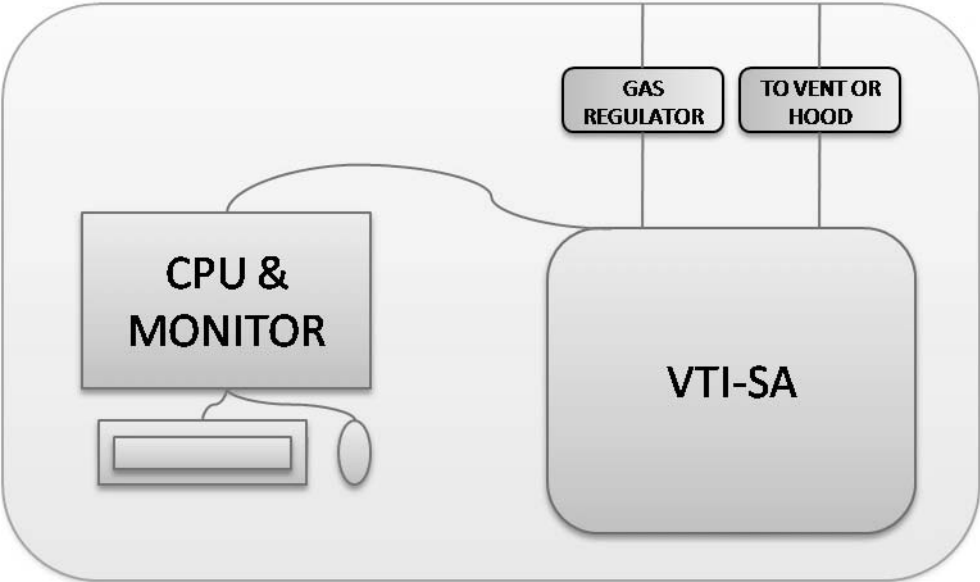 GAS
REGULATOR
TO VENT OR
HOOD
CPU &
MONITOR
VTI-SA